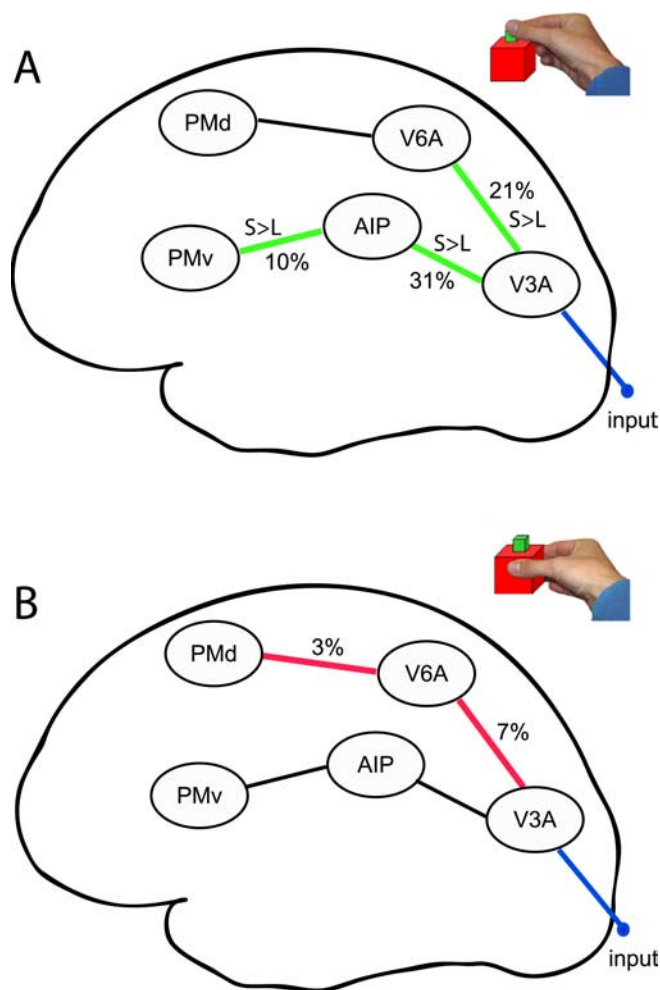 A
PMd
V6A
21%
S>L
S>L
AIP
S>L
PMv
10%
31%
V3A
input
B
PMd
3%
V6A
7%
AIP
PMv
V3A
input